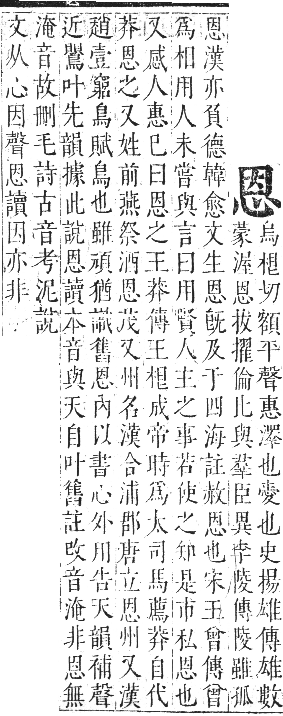 恩
烏根切額平聲惠澤也愛也史揚雄傳雄數
蒙渥恩拔擢倫比與羣臣異李陵傳陵雖孤
恩漢亦負德韓愈文生恩旣及于四海註赦恩也宋王曾傳曾
爲相用人未嘗與言曰用賢人主之事若使之知是市私恩也
又感人惠己曰恩之王莽傳王根成帝時爲大司馬薦莽自代
莽恩之又姓前燕祭酒恩茂又州名漢合浦郡唐立恩州又漢
趙壹窮鳥賦鳥也雖頑猶識舊恩內以書心外用告天韻補聲
近鷖叶先韻據此說恩讀本音與天自叶舊註改音淹非恩無
淹音故刪毛詩古音考泥說
文从心因聲恩讀因亦非